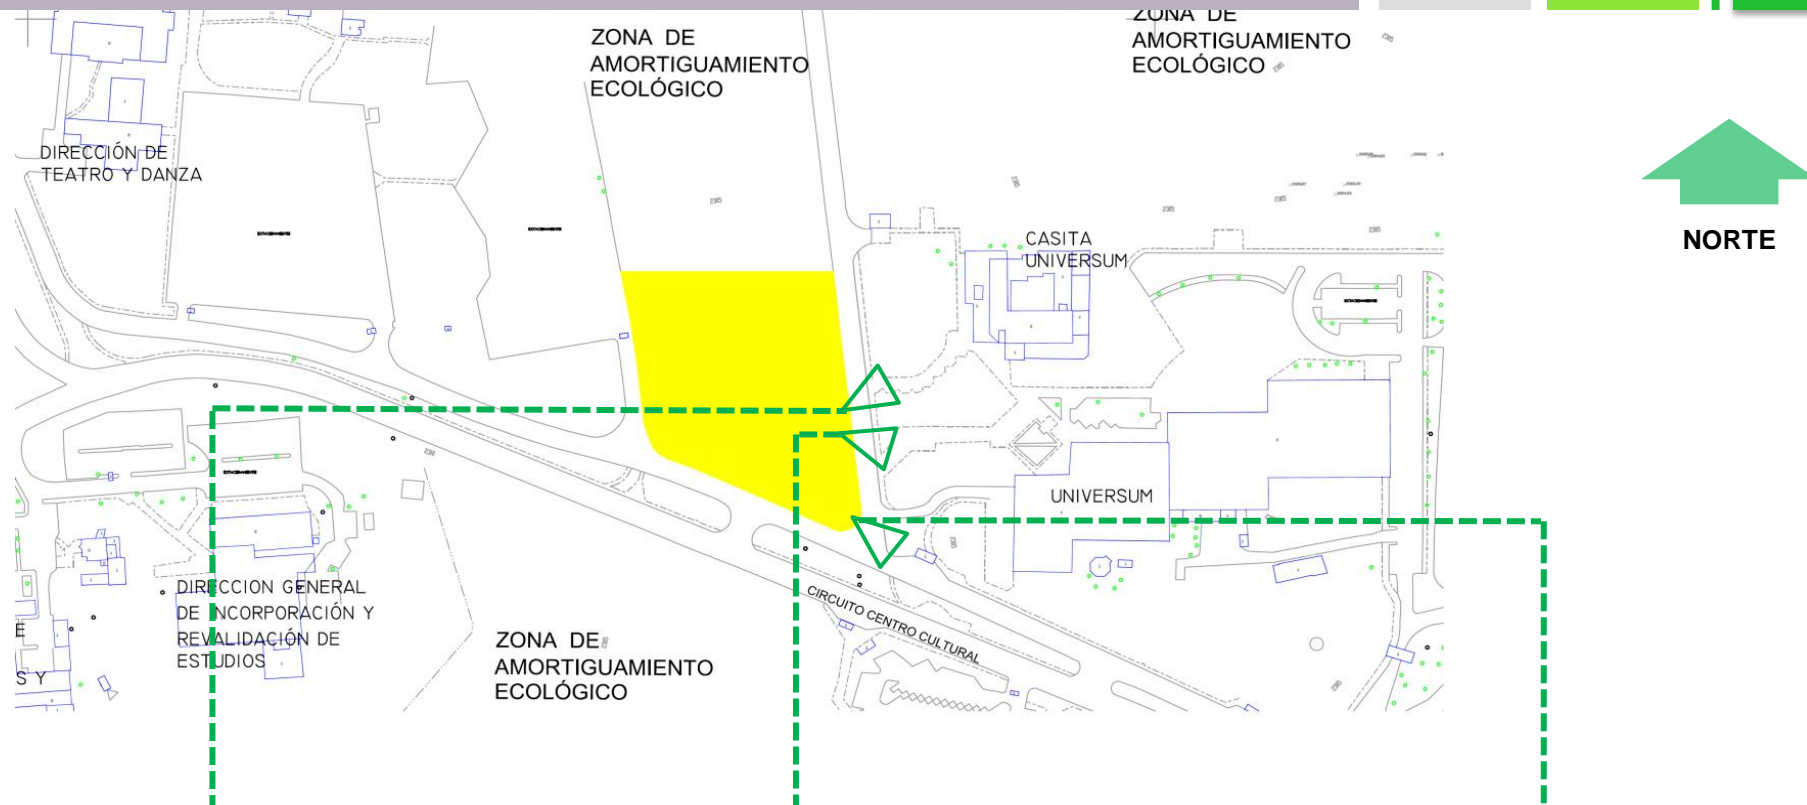 ZONA DE
AMORTIGUAMIENTO
ECOLÓGICO
ZONA DE
AMORTIGUAMIENTO
ECOLÓGICO
DIRECCIÓN DE
TEATRO Y DANZA
CASITA
UNIVERSUM
NORTE
UNIVERSUM
DIRECCION GENERAL
DE INCORPORACIÓN Y
REVALIDACIÓN DE
ESTUDIOS
CIRCUITO CENTRO CULTURAL
ZONA DE
AMORTIGUAMIENTO
ECOLÓGICO
E
S Y